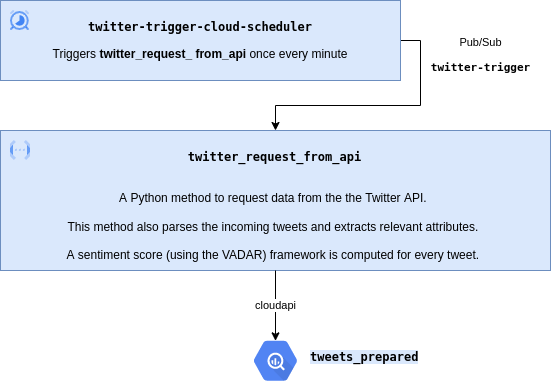 twitter-trigger-cloud-scheduler
Triggers twitter_request_ from_api once every minute
Pub/Sub
twitter-trigger
twitter_request_from_api
A Python method to request data from the the Twitter API.
This method also parses the incoming tweets and extracts relevant attributes.
A sentiment score (using the VADAR) framework is computed for every tweet.
cloudapi
tweets_prepared